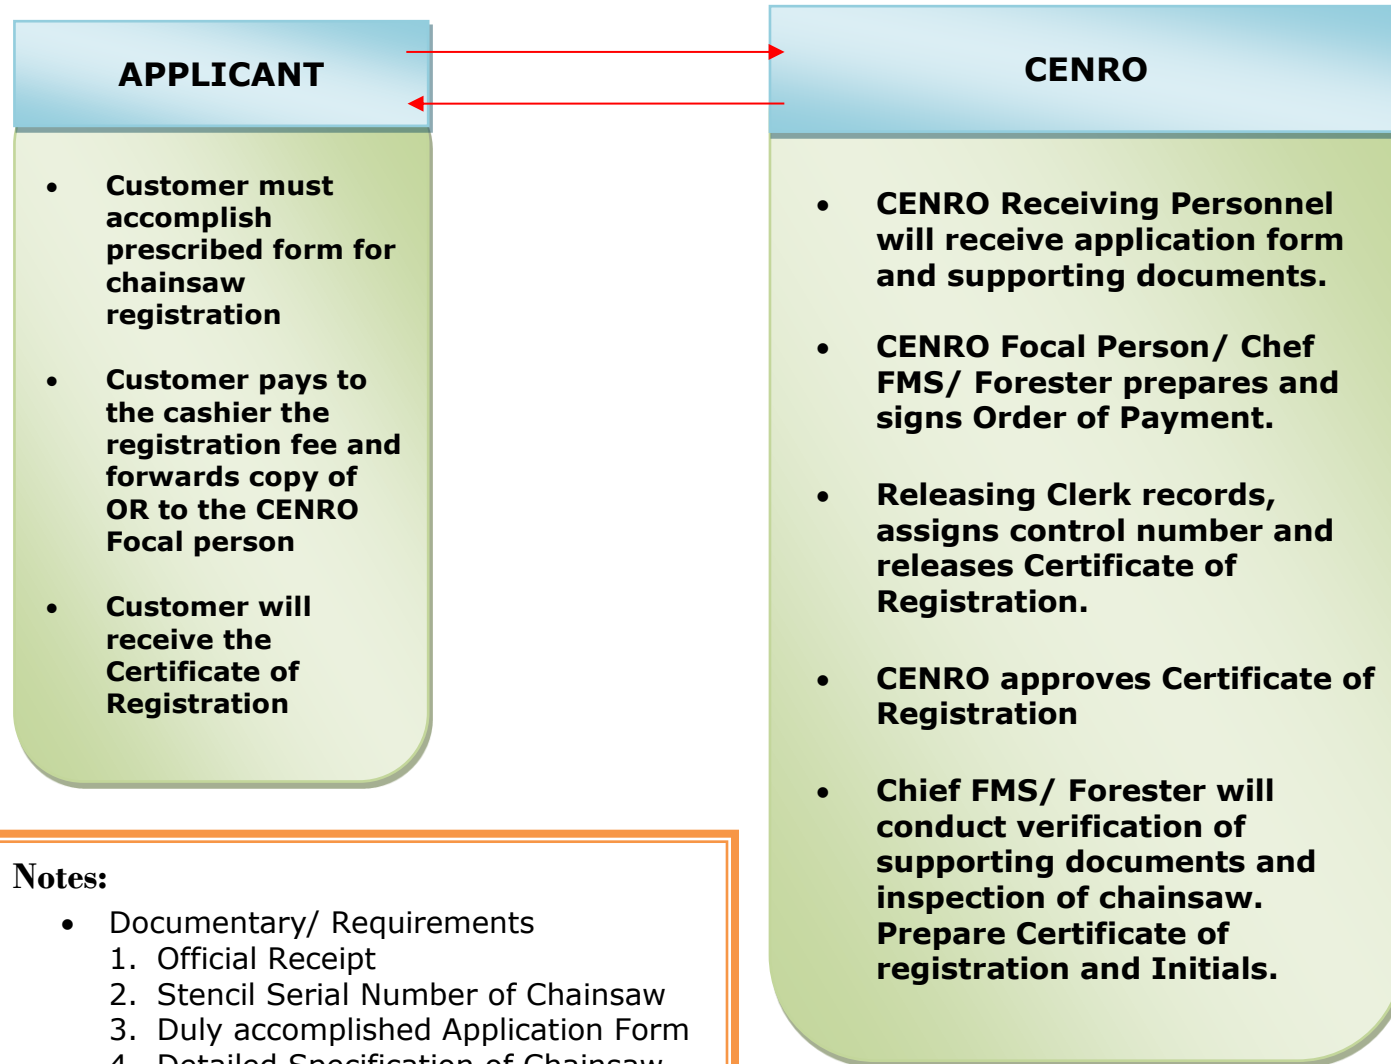 APPLICANT
• Customer must
accomplish
prescribed form for
chainsaw
registration
• Customer pays to
the cashier the
registration fee and
forwards copy of
OR to the CENRO
Focal person
• Customer will
receive the
Certificate of
Registration
CENRO
• CENRO Receiving Personnel
will receive application form
and supporting documents.
• CENRO Focal Person/ Chef
FMS/ Forester prepares and
signs Order of Payment.
• Releasing Clerk records,
assigns control number and
releases Certificate of
Registration.
• CENRO approves Certificate of
Registration
• Chief FMS/ Forester will
conduct verification of
supporting documents and
inspection of chainsaw.
Prepare Certificate of
registration and Initials.
Notes:
• Documentary/ Requirements
1. Official Receipt
2. Stencil Serial Number of Chainsaw
3. Duly accomplished Application Form
4. Detailed Specification of Chainsaw